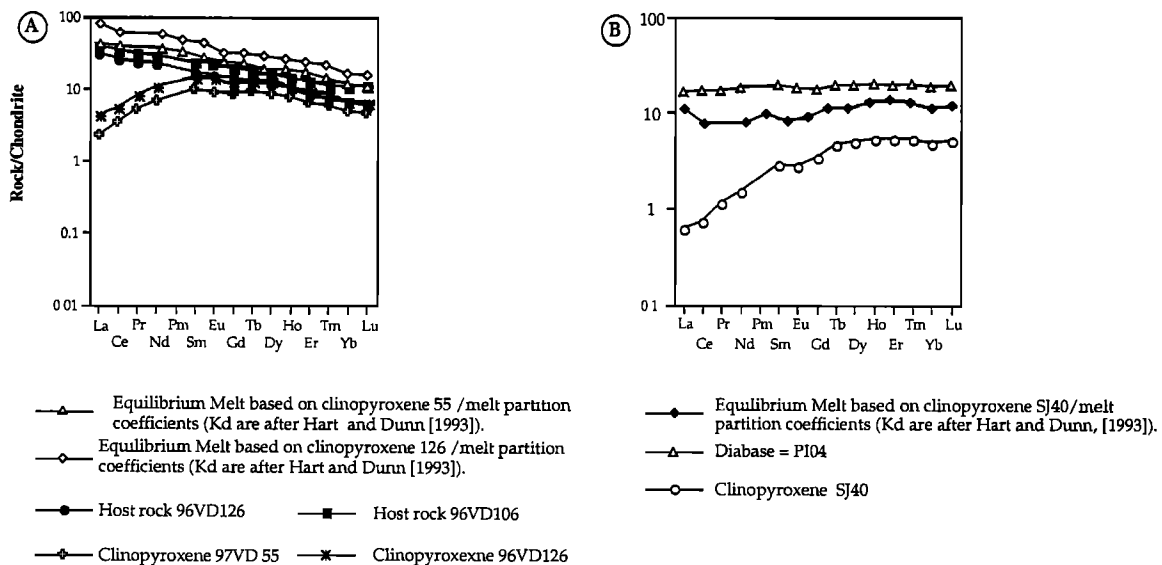 A
100
100
10
1
0.1
0 01
Rock/Chondrite
La Pr Pm Eu Tb Ho Tm Lu
Ce Nd Sm Gd Dy Er Yb
Equilibrium Melt based on clinopyroxene 55 /melt partition
coefficients (Kd are after Hart and Dunn [1993]).
Equilibrium Melt based on clinopyroxene 126 /melt partition
coefficients (Kd are after Hart and Dunn [1993]).
Host rock 96VD126
Host rock 96VD106
Clinopyroxene 97VD 55
Clinopyroxexne 96VD126
B
100
10
1
0 1
La Pr Pm Eu Tb Ho Tm Lu
Ce Nd Sm Gd Dy Er Yb
Equilibrium Melt based on clinopyroxene SJ40/melt
partition coefficients (Kd are after Hart and Dunn, [1993]).
Diabase = PI04
Clinopyroxene SJ40